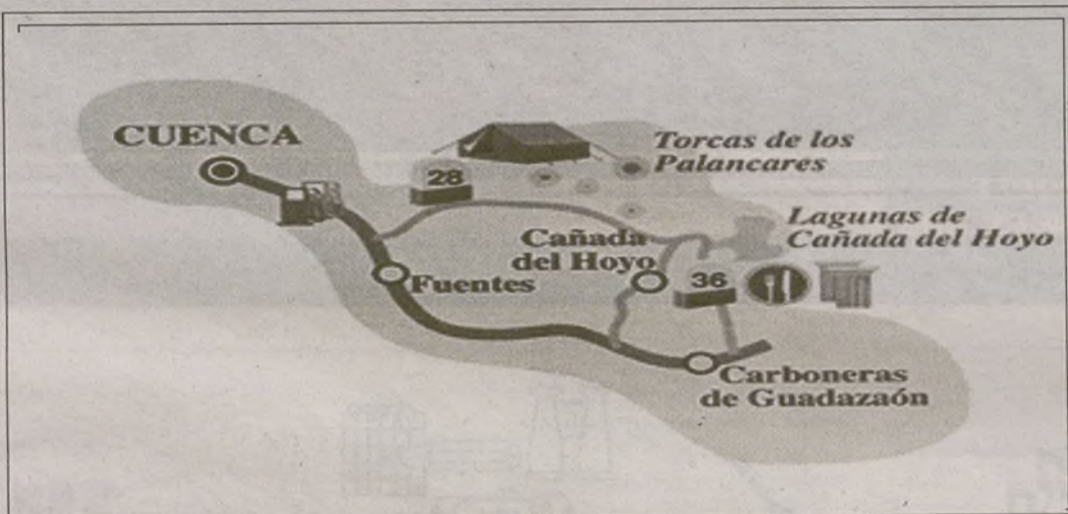 CUENCA
Torcas de los
Palancares
28
Lagunas de
Cañada del Hoyo
Cañada
del Hoyo
36
Fuentes
Carboneras
de Guadazaón